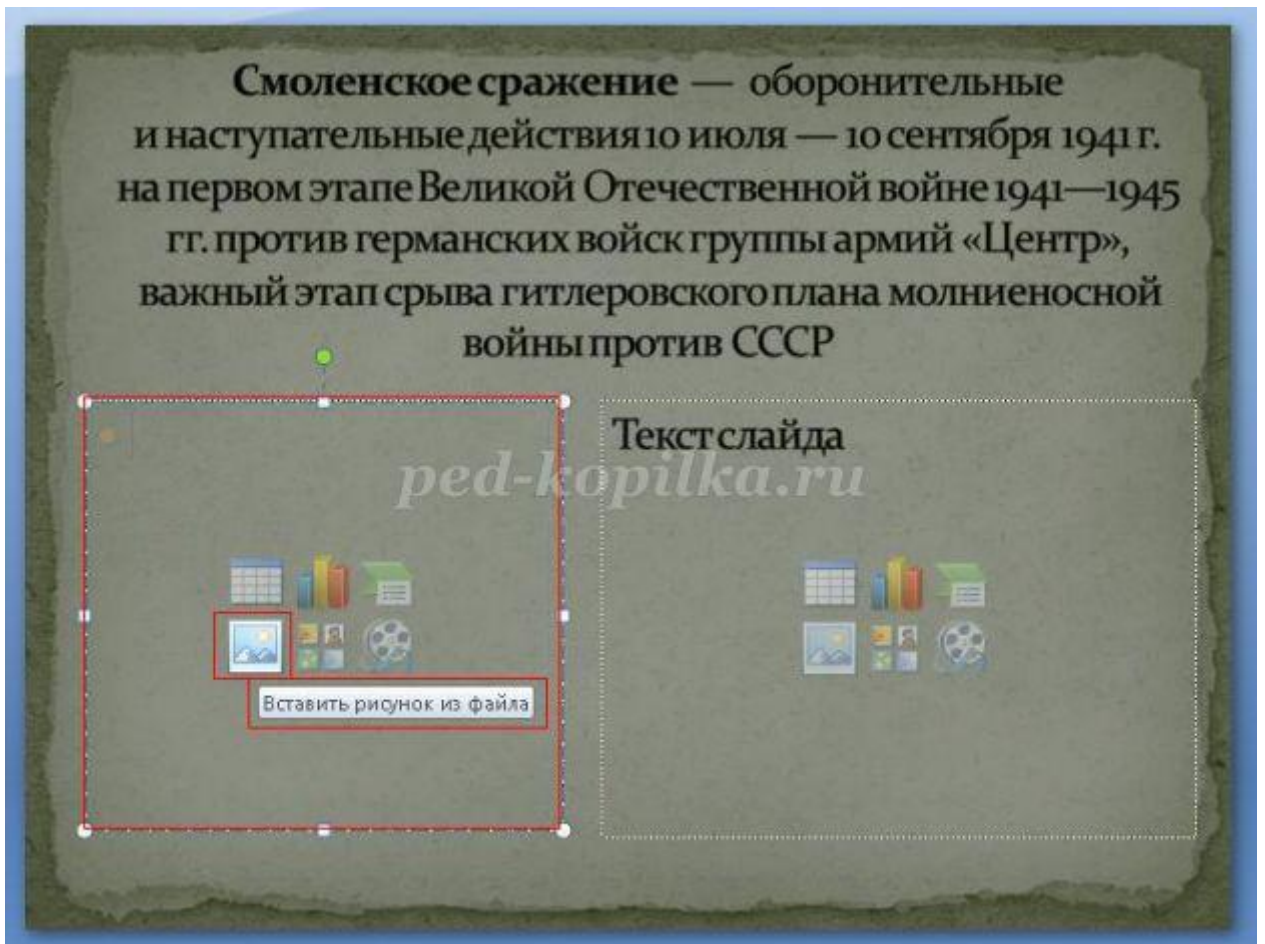 Смоленское сражение — оборонительные
и наступательные действия 10 июля — 10 сентября 1941 г.
на первом этапе Великой Отечественной войне 1941—1945
гг. против германских войск группы армий «Центр»,
важный этап срыва гитлеровского плана молниеносной
войны против СССР
Текст слайда
ped-kopilka.ru
Вставить рисунок из файла